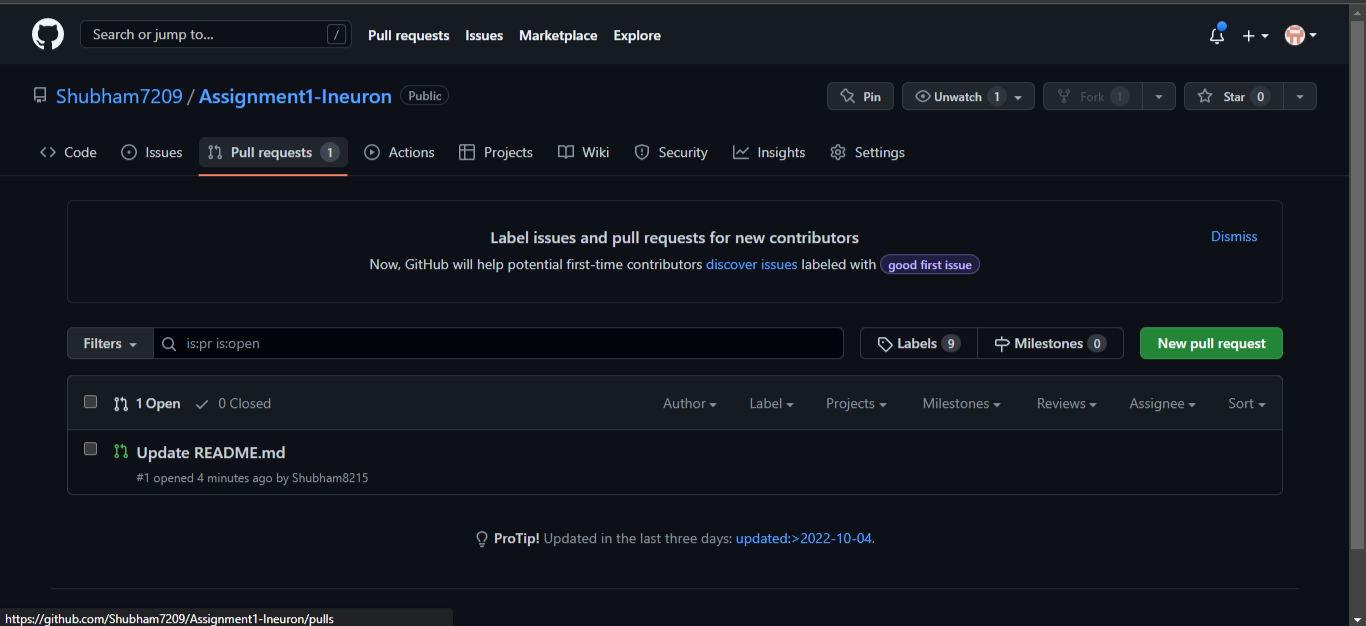 Search or jump to... / Pull requests Issues Marketplace Explore
Shubham7209 / Assignment1-Ineuron Public Pin Unwatch 1 Fork 1 Star 0
Code Issues Pull requests 1 Actions Projects Wiki Security Insights Settings
Label issues and pull requests for new contributors Dismiss
Now, GitHub will help potential first-time contributors discover issues labeled with good first issue
Filters is:pr is:open Labels 9 Milestones 0 New pull request
1 Open 0 Closed Author Label Projects Milestones Reviews Assignee Sort
Update README.md
#1 opened 4 minutes ago by Shubham8215
ProTip! Updated in the last three days: updated:>2022-10-04.
https://github.com/Shubham7209/Assignment1-Ineuron/pulls